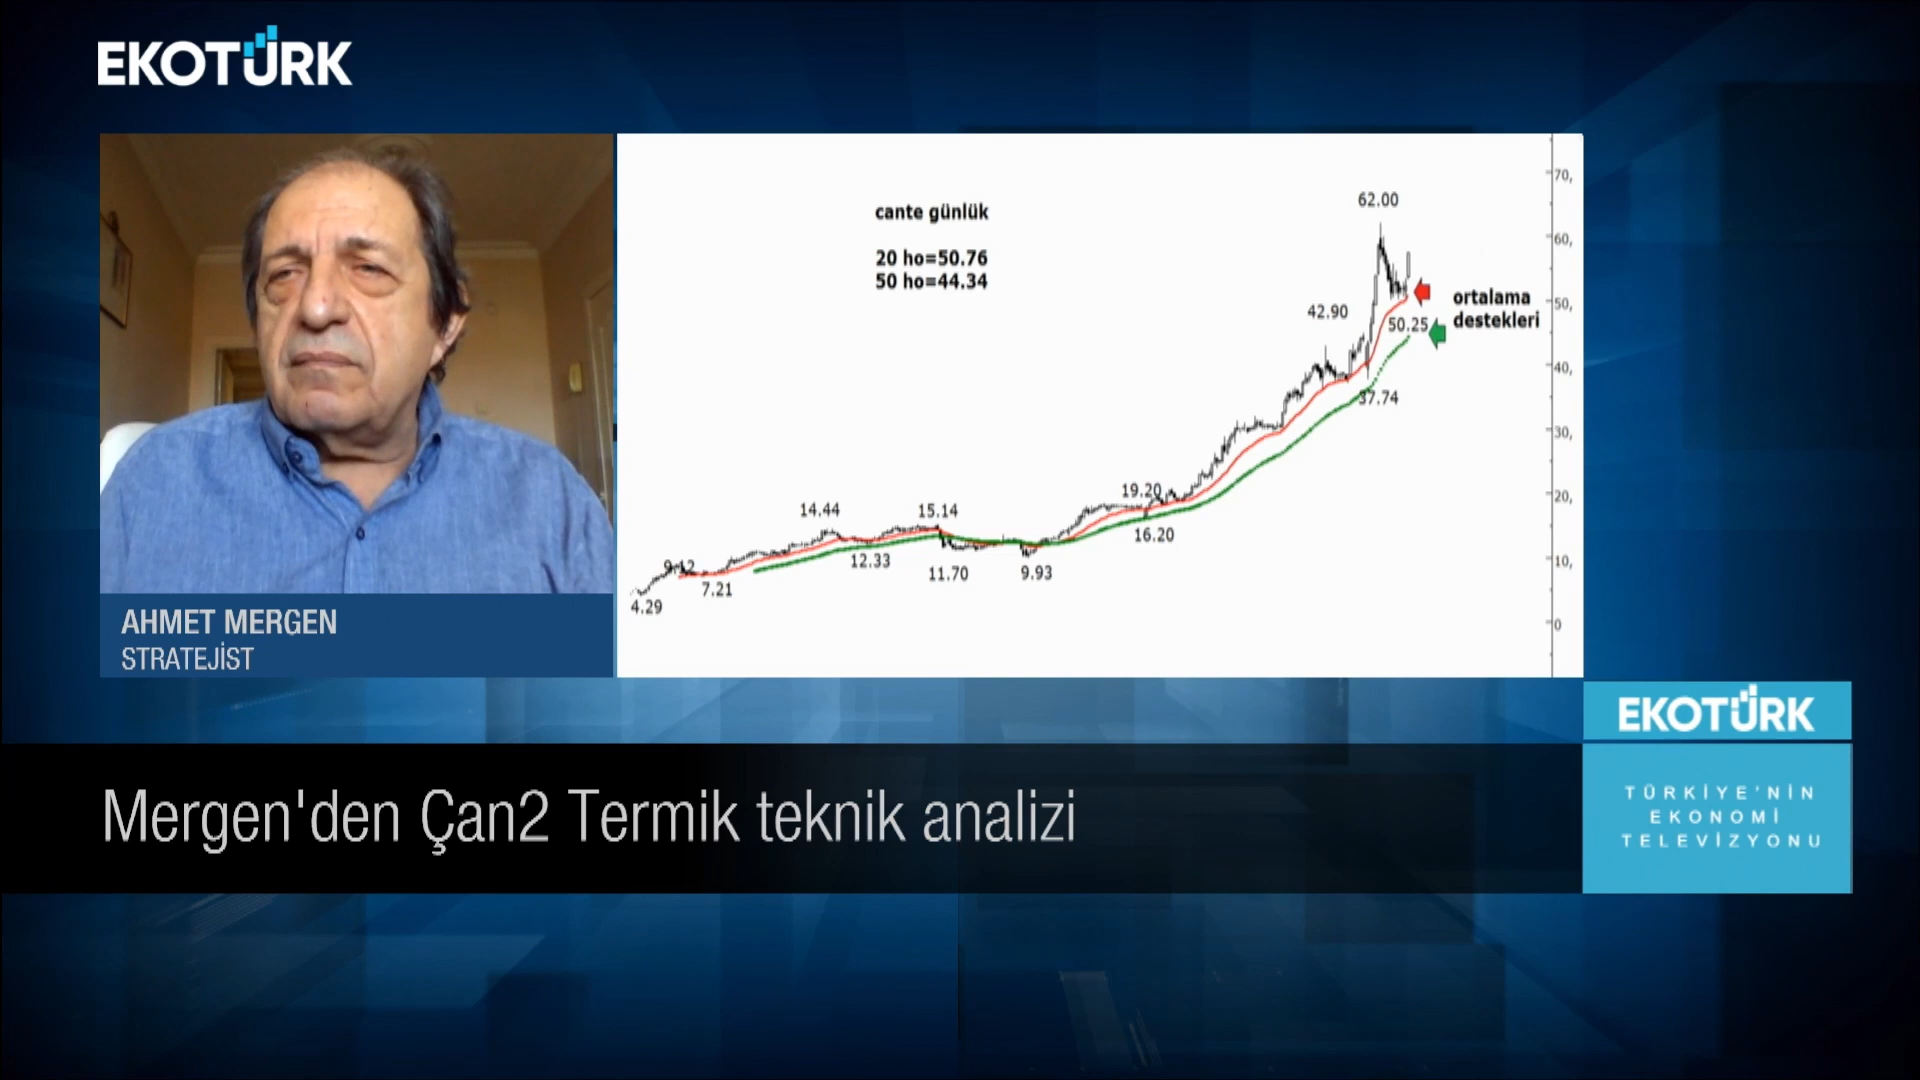 EKOTÜRK
AHMET MERGEN
STRATEJİST
cante günlük
20 ho=50.76
50 ho=44.34
62.00
42.90
50.25
ortalama
destekleri
37.74
19.20
16.20
15.14
14.44
12.33
11.70
9.93
9.12
7.21
4.29
70,
60,
50,
40,
30,
20,
10,
0
EKOTÜRK
Mergen'den Çan2 Termik teknik analizi
TÜRKİYE'NİN
EKONOMİ
TELEVİZYONU